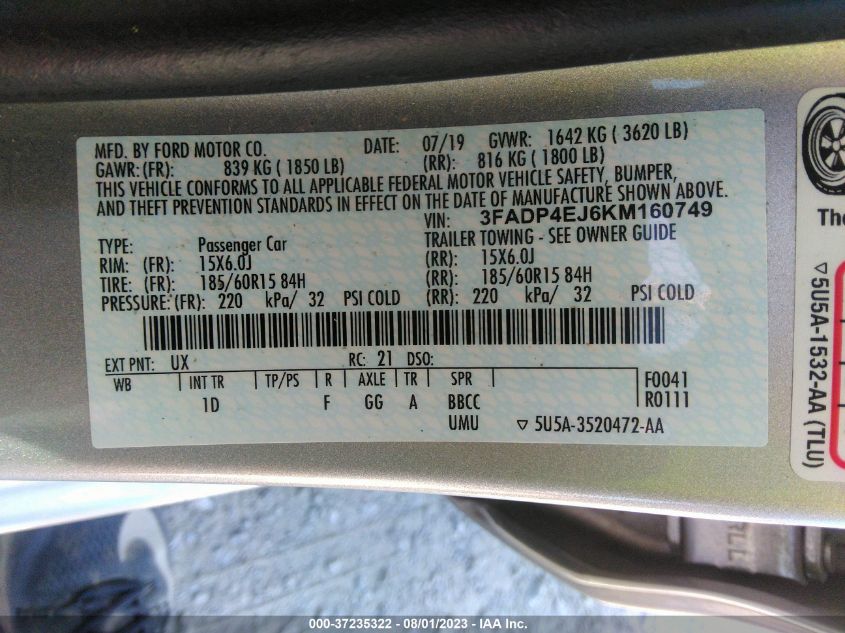 MFD. BY FORD MOTOR CO. DATE: 07/19 GVWR: 1642 KG ( 3620 LB)
GAWR: (FR): 839 KG ( 1850 LB) (RR): 816 KG ( 1800 LB)
THIS VEHICLE CONFORMS TO ALL APPLICABLE FEDERAL MOTOR VEHICLE SAFETY, BUMPER,
AND THEFT PREVENTION STANDARDS IN EFFECT ON THE DATE OF MANUFACTURE SHOWN ABOVE.
VIN: 3FADP4EJ6KM160749
TYPE: Passenger Car TRAILER TOWING - SEE OWNER GUIDE
RIM: (FR): 15X6.0J (RR): 15X6.0J
TIRE: (FR): 185/60R15 84H (RR): 185/60R15 84H
PRESSURE: (FR): 220 kPa/ 32 PSI COLD (RR): 220 kPa/ 32 PSI COLD
EXT PNT: UX RC: 21 DSO:
WB INT TR TP/PS R AXLE TR SPR F0041
1D F GG A BBCC R0111
UMU ▽ 5U5A-3520472-AA
The
▽5U5A-1532-AA (TLU)
000-37235322 - 08/01/2023 - IAA Inc.